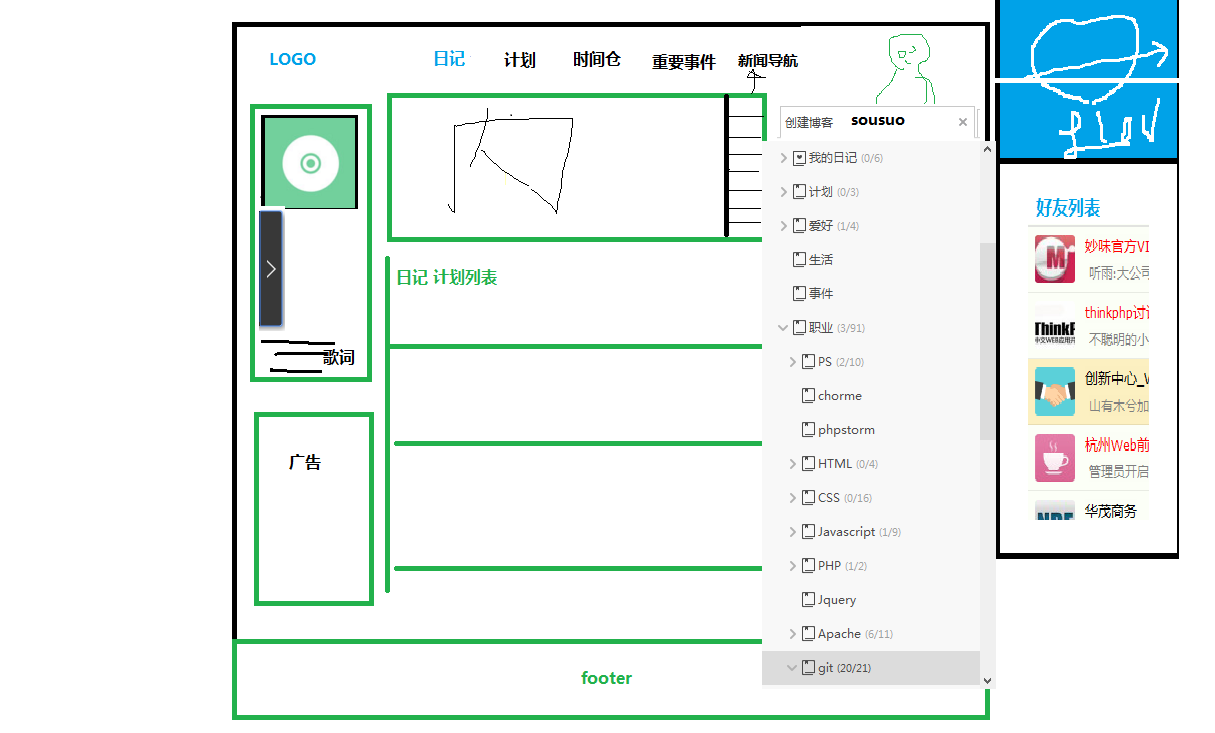 LOGO
日记 计划 时间仓 重要事件 新闻导航
创建博客 sousuo
我的日记 (0/6)
计划 (0/3)
爱好 (1/4)
生活
事件
职业 (3/91)
PS (2/10)
chorme
phpstorm
HTML (0/4)
CSS (0/16)
Javascript (1/9)
PHP (1/2)
Jquery
Apache (6/11)
git (20/21)
歌词
广告
日记 计划列表
footer
好友列表
妙味官方VI
听雨:大公司
thinkphp讨
不聪明的小
创新中心_
山有木兮加
杭州Web前
管理员开启
华茂商务